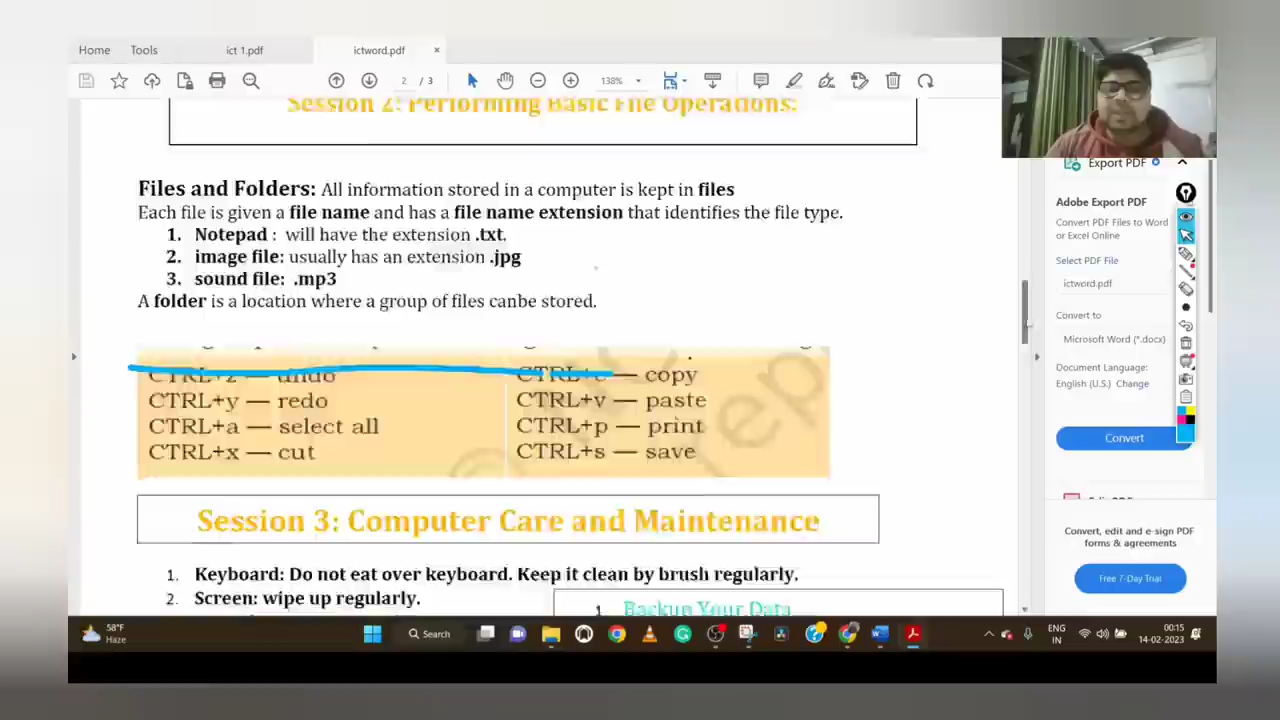 Home Tools ict 1.pdf ictword.pdf ×
2 / 3 138%
Session 2: Performing Basic File Operations:
Files and Folders: All information stored in a computer is kept in files
Each file is given a file name and has a file name extension that identifies the file type.
1. Notepad : will have the extension .txt.
2. image file: usually has an extension .jpg
3. sound file: .mp3
A folder is a location where a group of files canbe stored.
CTRL+z — undo CTRL+c — copy
CTRL+y — redo CTRL+v — paste
CTRL+a — select all CTRL+p — print
CTRL+x — cut CTRL+s — save
Session 3: Computer Care and Maintenance
1. Keyboard: Do not eat over keyboard. Keep it clean by brush regularly.
2. Screen: wipe up regularly.
1. Backup Your Data
Export PDF
Adobe Export PDF
Convert PDF Files to Word
or Excel Online
Select PDF File
ictword.pdf
Convert to
Microsoft Word (*.docx)
Document Language:
English (U.S.) Change
Convert
Convert, edit and e-sign PDF
forms & agreements
Free 7-Day Trial
58°F
Haze
Search
ENG
IN
00:15
14-02-2023